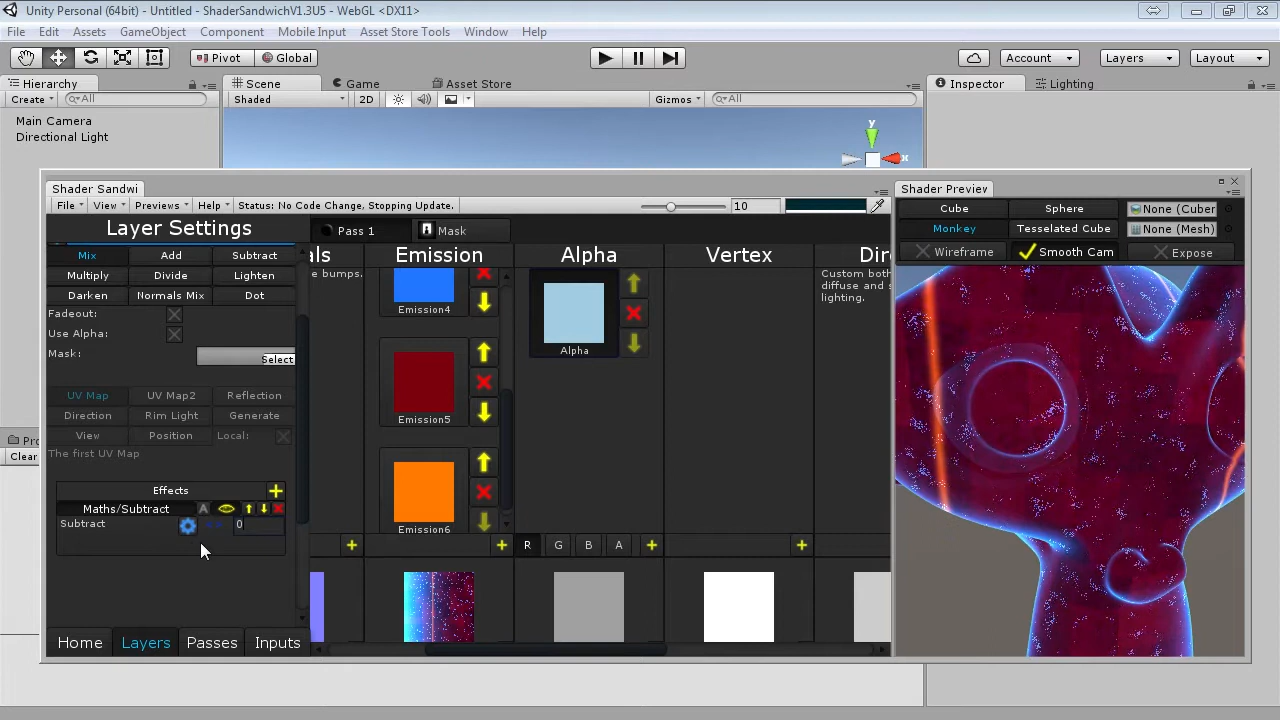 Unity Personal (64bit) - Untitled - ShaderSandwichV1.3U5 - WebGL <DX11>
File Edit Assets GameObject Component Mobile Input Asset Store Tools Window Help
Pivot Global Account Layers Layout
Hierarchy Scene Game Asset Store Inspector Lighting
Create All Shaded 2D Gizmos All
Main Camera
Directional Light
y
x
Shader Sandwi Shader Preview
File View Previews Help Status: No Code Change, Stopping Update. 10
Cube Sphere None (Cuber
Layer Settings Pass 1 Mask
Monkey Tesselated Cube None (Mesh)
Wireframe Smooth Cam Expose
Mix Add Subtract
als Emission Alpha Vertex Dir
Multiply Divide Lighten
e bumps. Custom both
diffuse and s
lighting.
Darken Normals Mix Dot
Emission4
Fadeout:
Use Alpha:
Mask: Select
Alpha
UV Map UV Map2 Reflection
Direction Rim Light Generate
Emission5
View Position Local:
The first UV Map
Effects
Maths/Subtract A
Subtract 0
Emission6
R G B A
Home Layers Passes Inputs
Pro
Clear